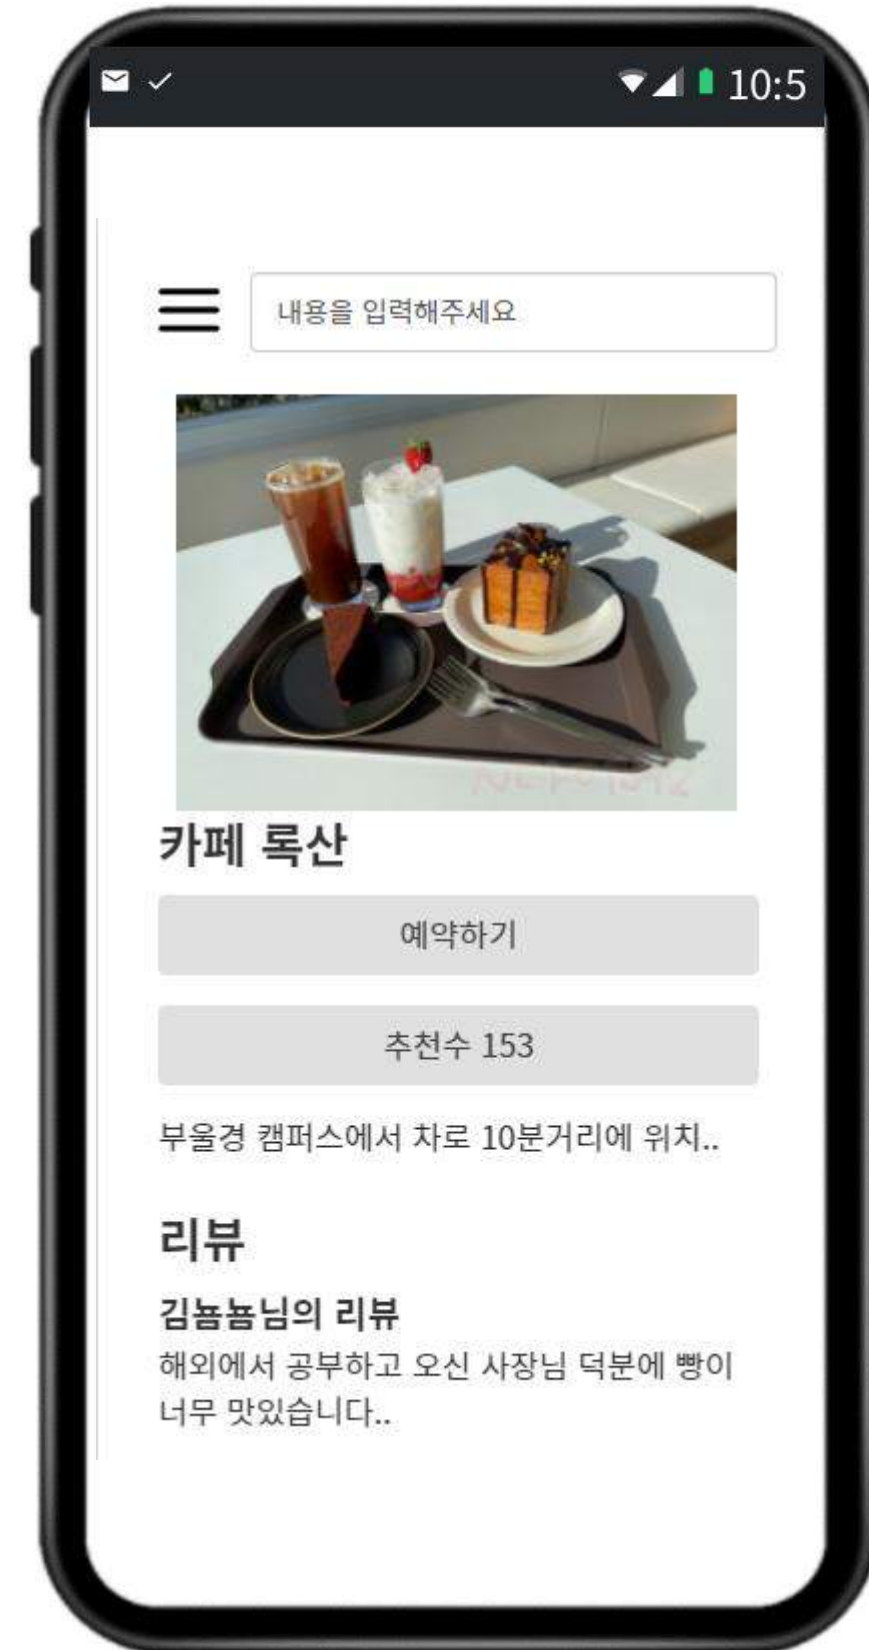 10:5
내용을 입력해주세요
카페 록산
예약하기
추천수 153
부울경 캠퍼스에서 차로 10분거리에 위치..
리뷰
김뇸뇸님의 리뷰
해외에서 공부하고 오신 사장님 덕분에 빵이
너무 맛있습니다..